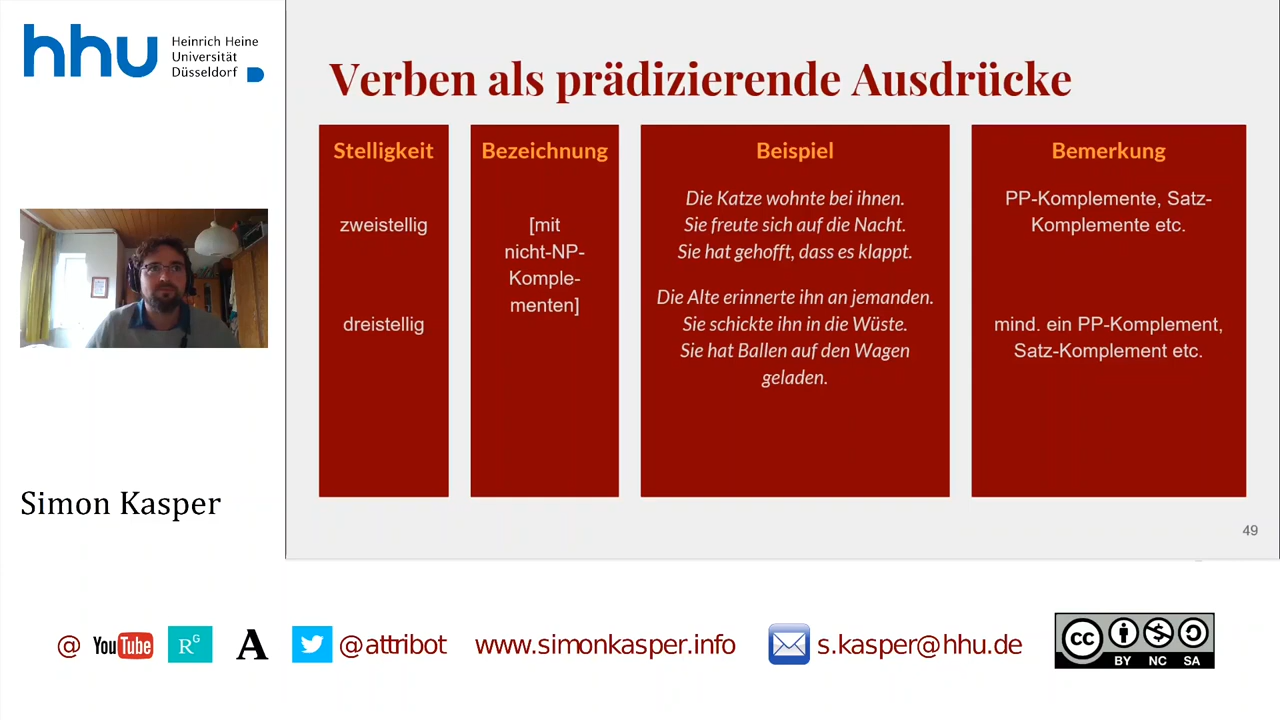 hhu
Heinrich Heine
Universität
Düsseldorf
Verben als prädizierende Ausdrücke
Stelligkeit
zweistellig
dreistellig
Bezeichnung
[mit
nicht-NP-
Komple-
menten]
Beispiel
Die Katze wohnte bei ihnen.
Sie freute sich auf die Nacht.
Sie hat gehofft, dass es klappt.
Die Alte erinnerte ihn an jemanden.
Sie schickte ihn in die Wüste.
Sie hat Ballen auf den Wagen
geladen.
Bemerkung
PP-Komplemente, Satz-
Komplemente etc.
mind. ein PP-Komplement,
Satz-Komplement etc.
Simon Kasper
49
@ YouTube RG A @attribot www.simonkasper.info s.kasper@hhu.de
cc BY NC SA